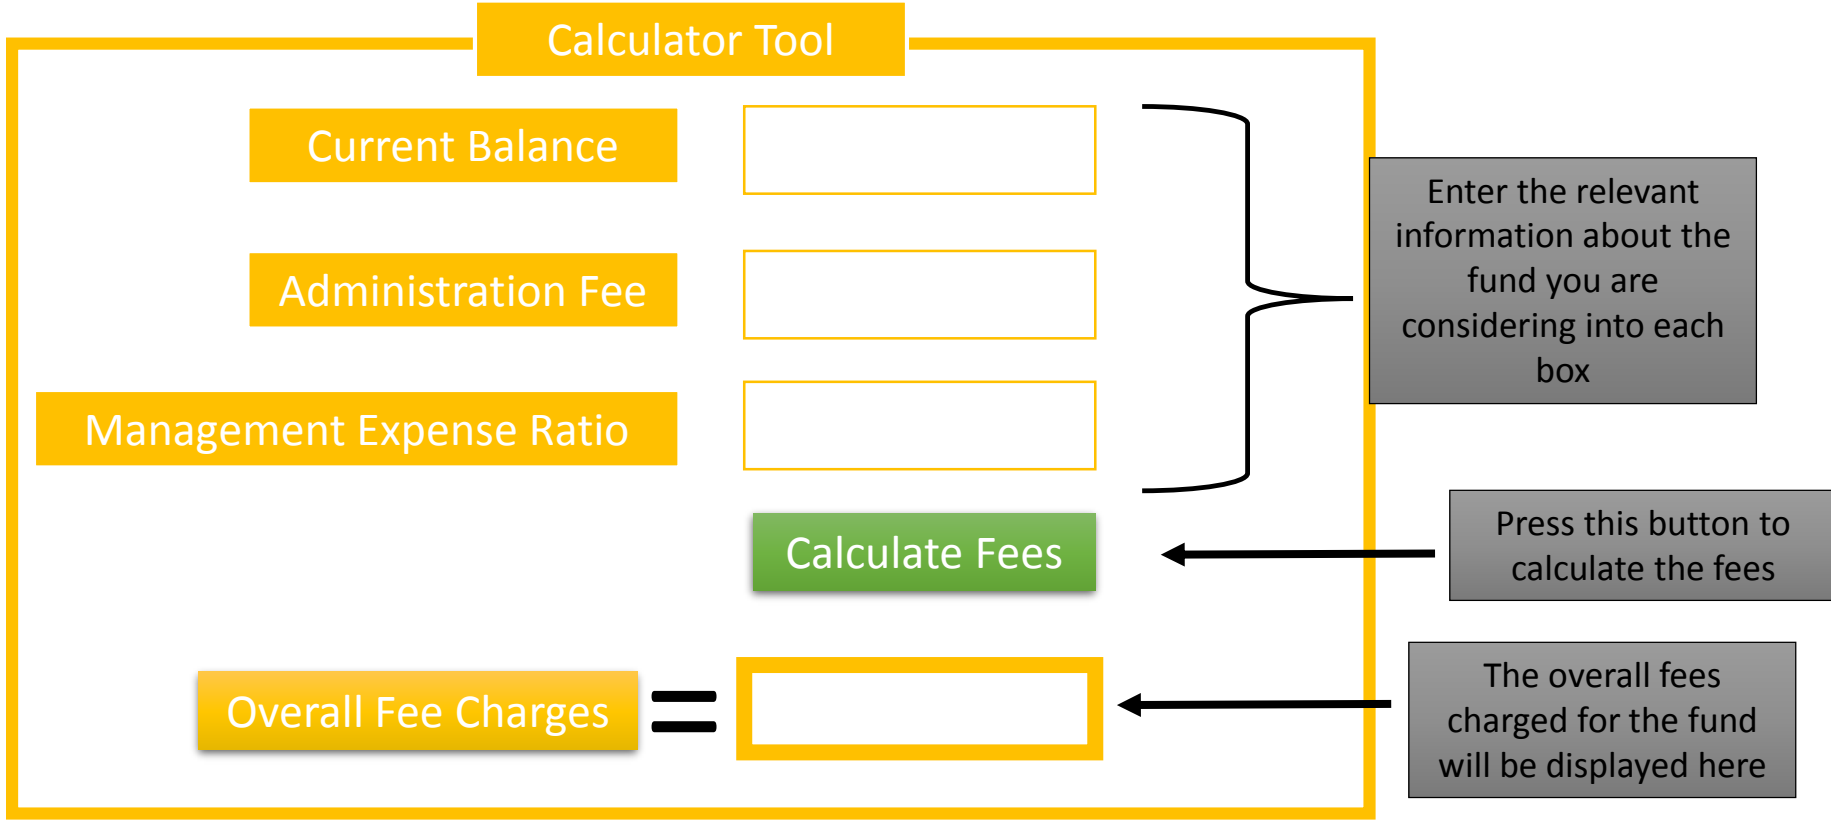 Calculator Tool
Current Balance
Administration Fee
Management Expense Ratio
Enter the relevant
information about the
fund you are
considering into each
box
Calculate Fees
Press this button to
calculate the fees
Overall Fee Charges =
The overall fees
charged for the fund
will be displayed here